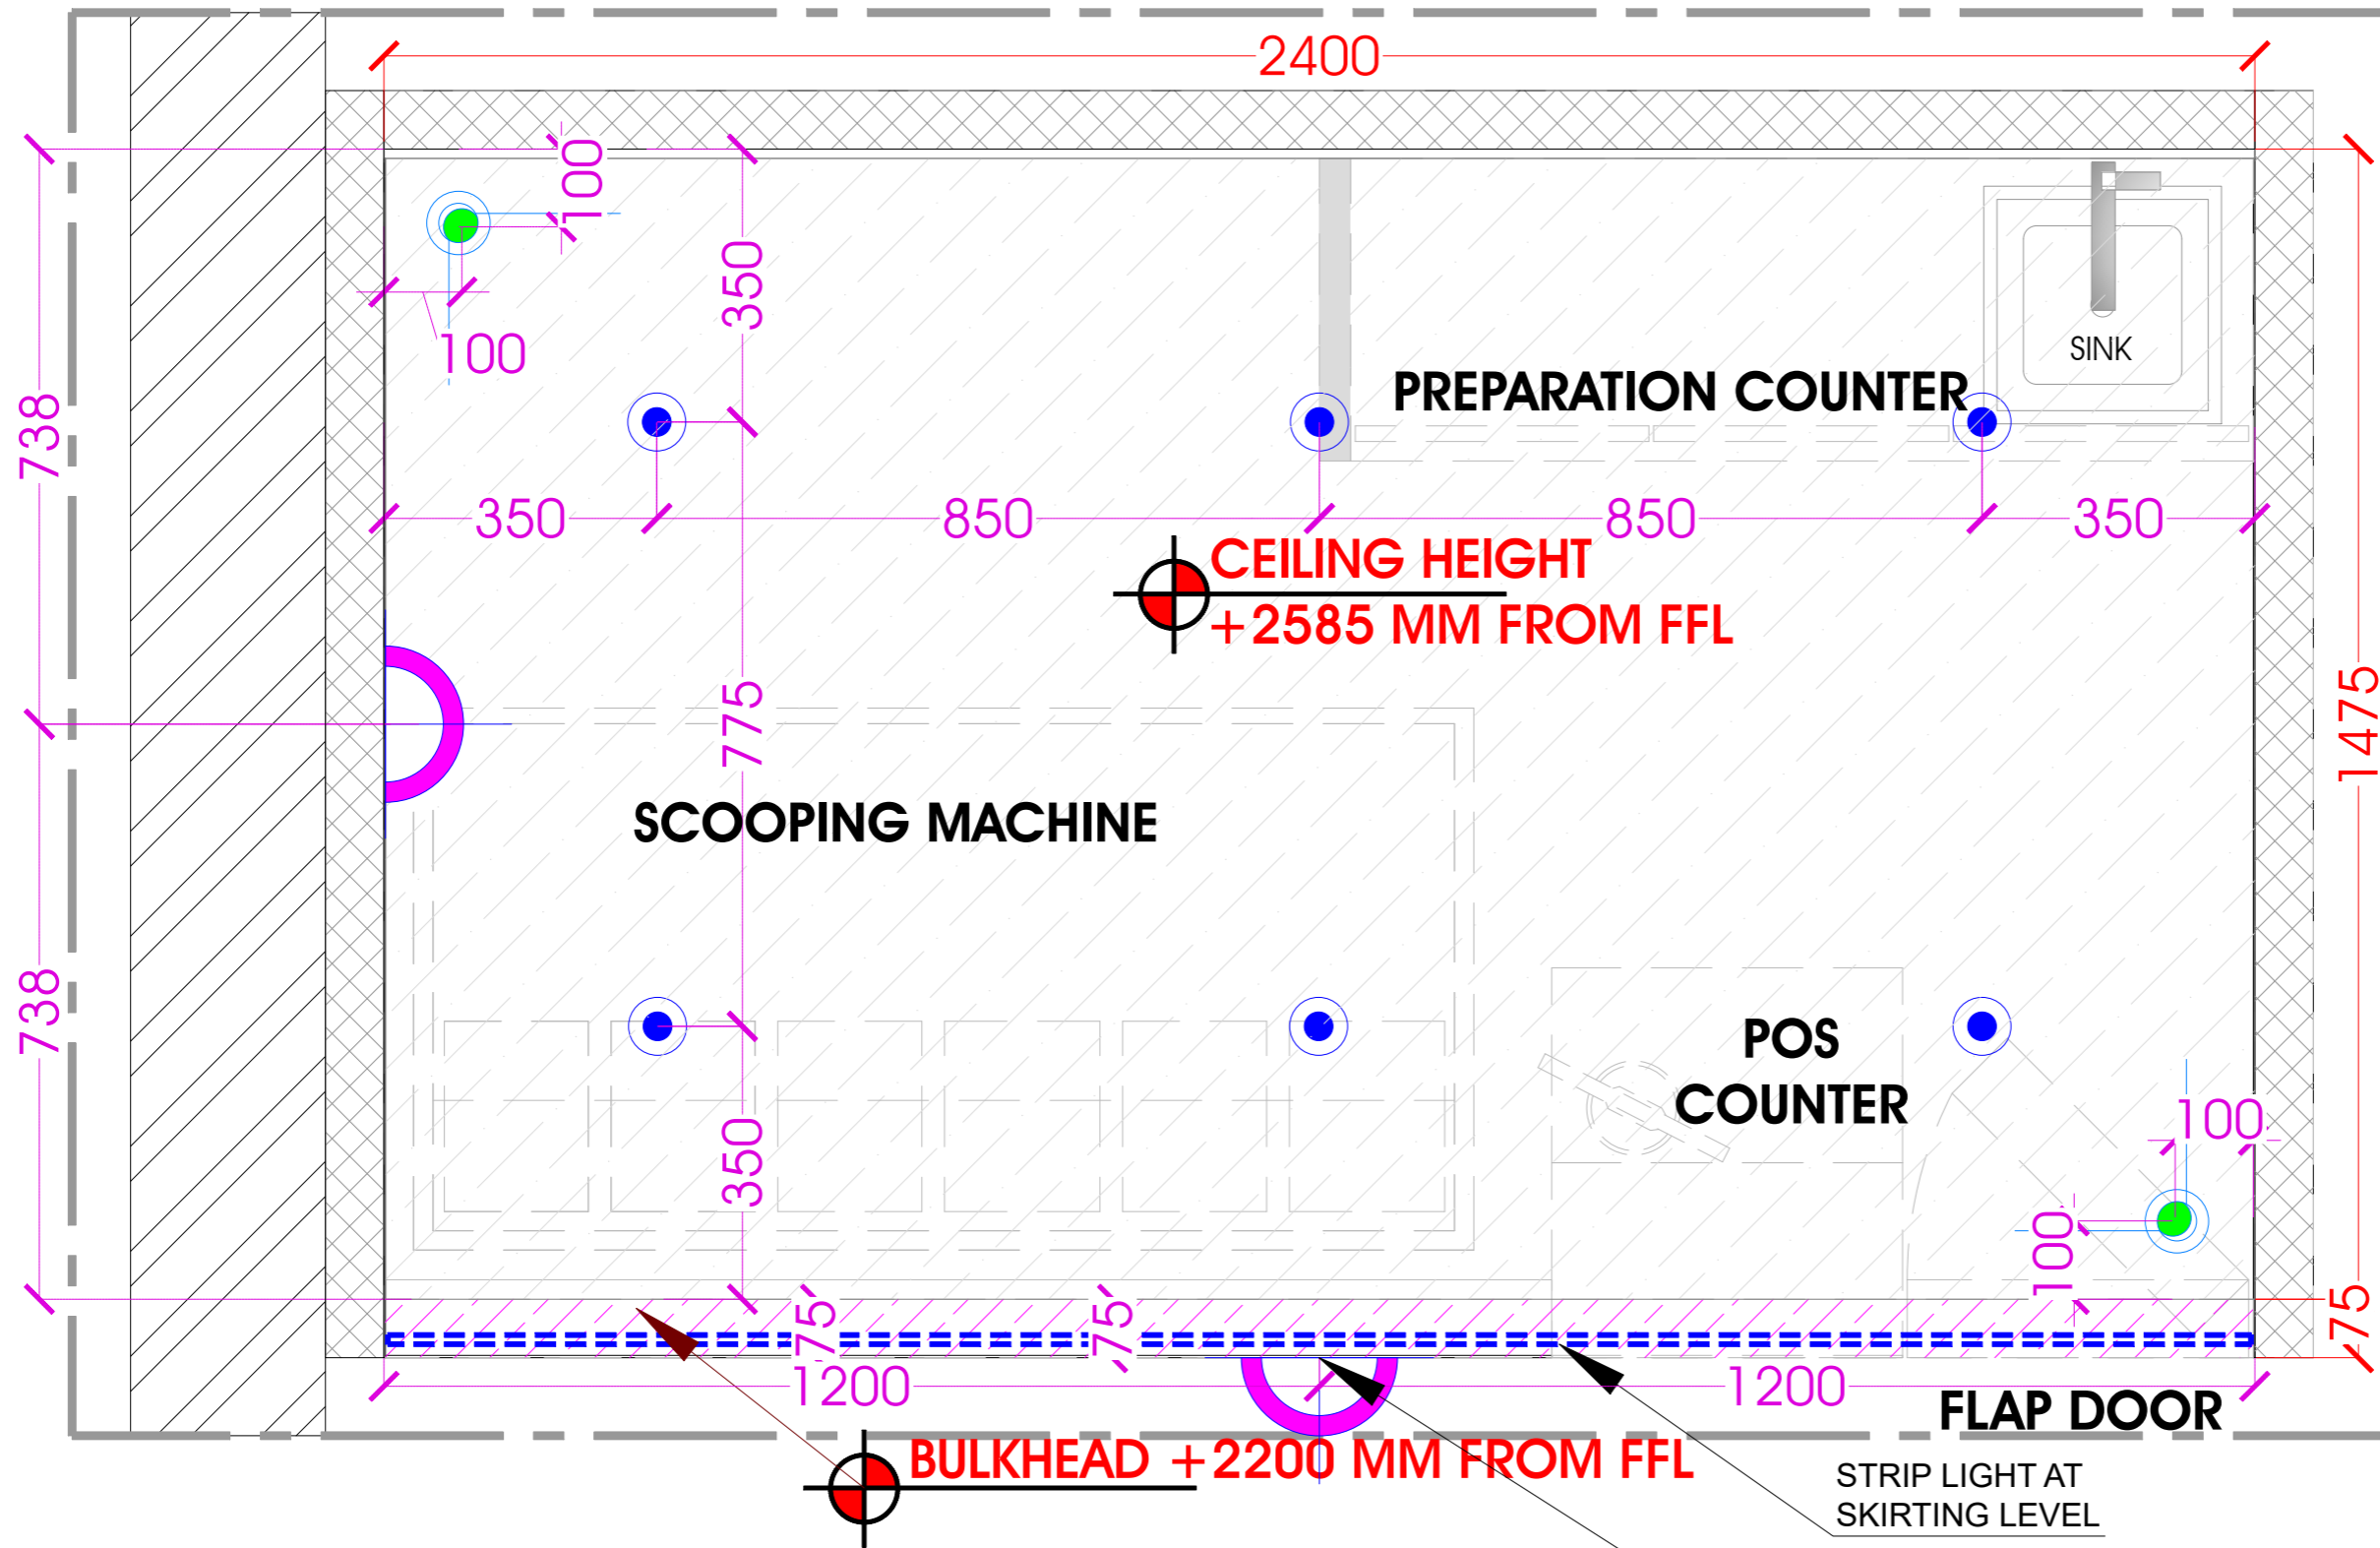 2400
100
350
100
SINK
PREPARATION COUNTER
738
350
850
850
350
CEILING HEIGHT
+2585 MM FROM FFL
775
1475
SCOOPING MACHINE
738
POS
COUNTER
350
100
100
75
75
75
1200
1200
FLAP DOOR
BULKHEAD +2200 MM FROM FFL
STRIP LIGHT AT
SKIRTING LEVEL